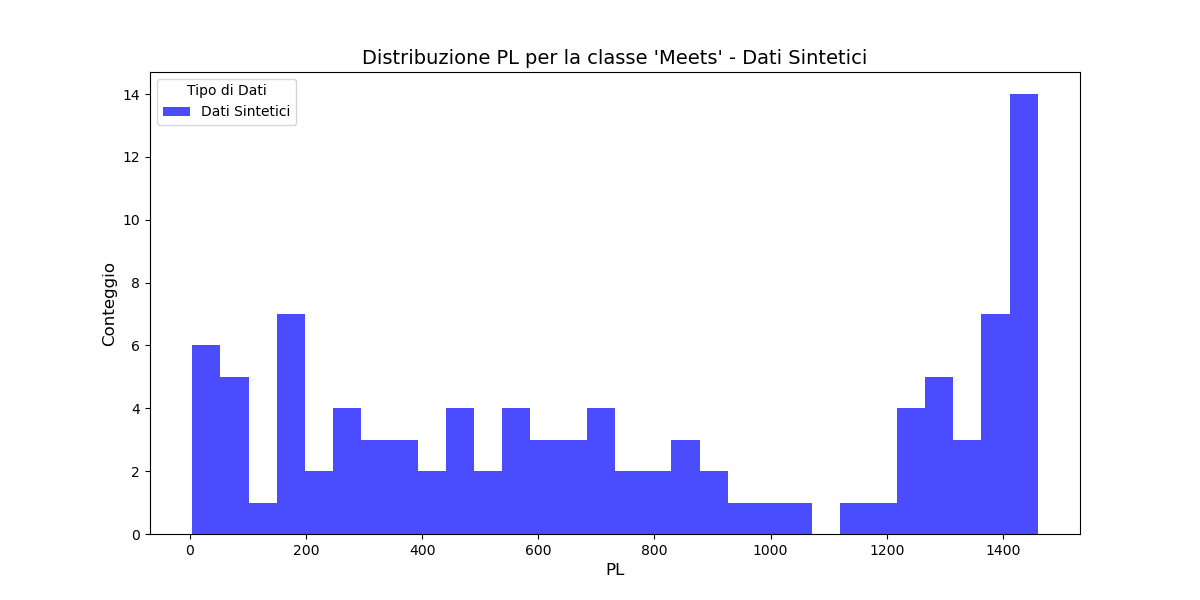 Distribuzione PL per la classe 'Meets' - Dati Sintetici
Tipo di Dati
Dati Sintetici
Conteggio
14
12
10
8
6
4
2
0
0 200 400 600 800 1000 1200 1400
PL